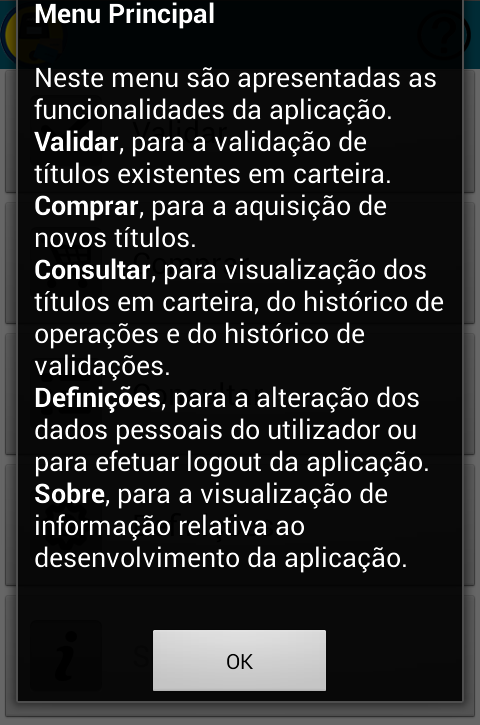 Menu Principal
Neste menu são apresentadas as
funcionalidades da aplicação.
Validar, para a validação de
títulos existentes em carteira.
Comprar, para a aquisição de
novos títulos.
Consultar, para visualização dos
títulos em carteira, do histórico de
operações e do histórico de
validações.
Definições, para a alteração dos
dados pessoais do utilizador ou
para efetuar logout da aplicação.
Sobre, para a visualização de
informação relativa ao
desenvolvimento da aplicação.
OK